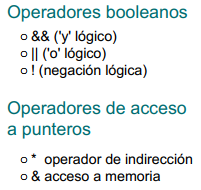 Operadores booleanos
○ && ('y' lógico)
○ || ('o' lógico)
○ ! (negación lógica)
Operadores de acceso
a punteros
○ * operador de indirección
○ & acceso a memoria